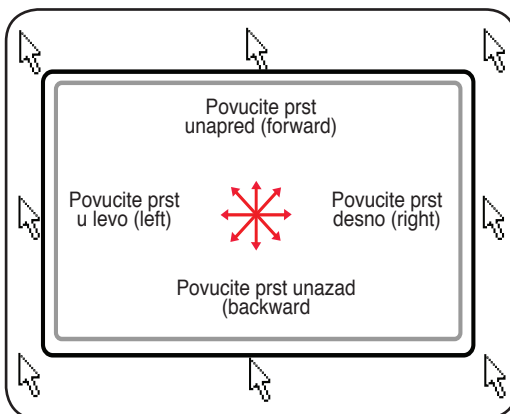 Povucite prst
unapred (forward)
Povucite prst
u levo (left)
Povucite prst
desno (right)
Povucite prst unazad
(backward